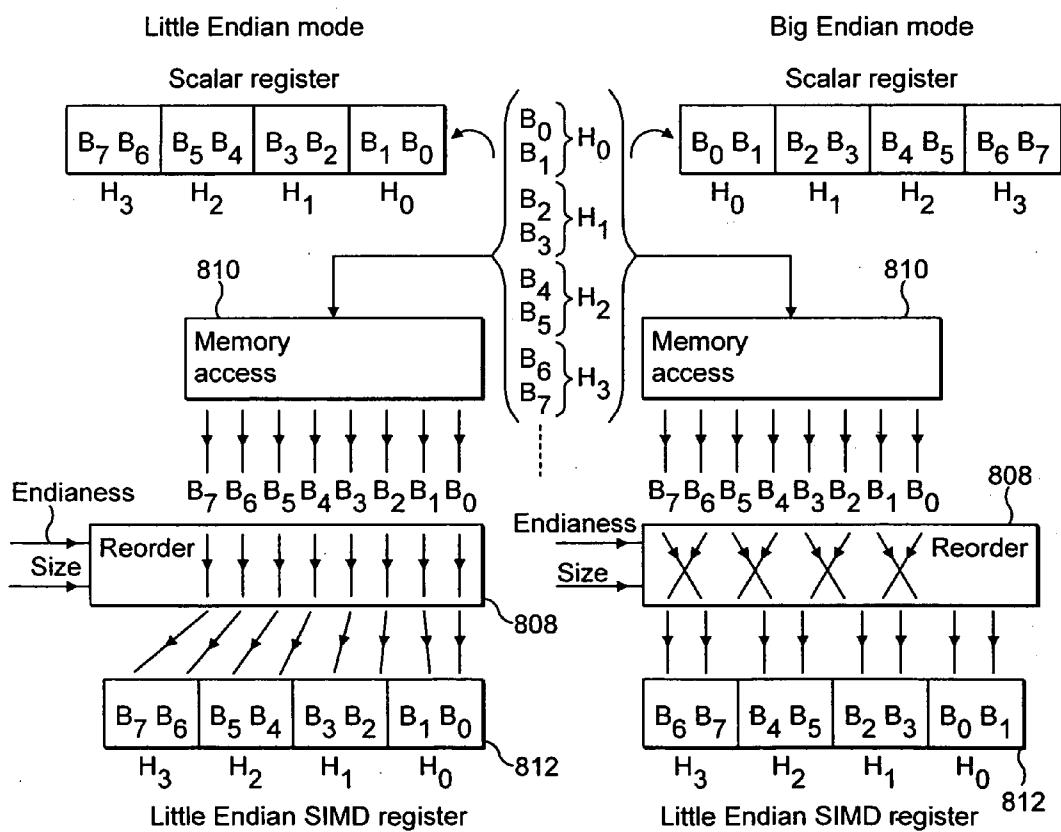 Little Endian mode
Big Endian mode
Scalar register
Scalar register
B7 B6 B5 B4 B3 B2 B1 B0
H3 H2 H1 H0
B0
B1
H0
B2
B3
H1
B4
B5
H2
B6
B7
H3
B0 B1 B2 B3 B4 B5 B6 B7
H0 H1 H2 H3
810
Memory
access
810
Memory
access
B7 B6 B5 B4 B3 B2 B1 B0
B7 B6 B5 B4 B3 B2 B1 B0
Endianess
Size
Reorder
808
Endianess
Size
Reorder
808
B7 B6 B5 B4 B3 B2 B1 B0
812
H3 H2 H1 H0
Little Endian SIMD register
B6 B7 B4 B5 B2 B3 B0 B1
812
H3 H2 H1 H0
Little Endian SIMD register